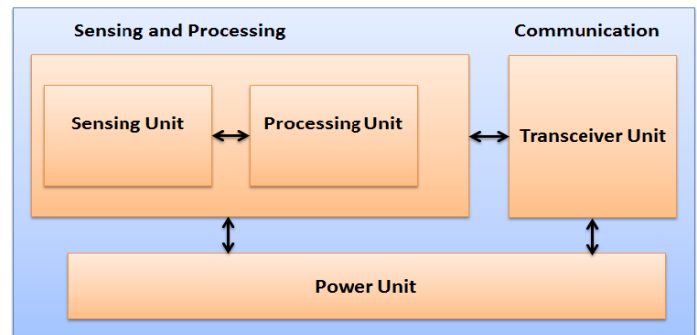 Sensing and Processing
Communication
Sensing Unit
Processing Unit
Transceiver Unit
Power Unit